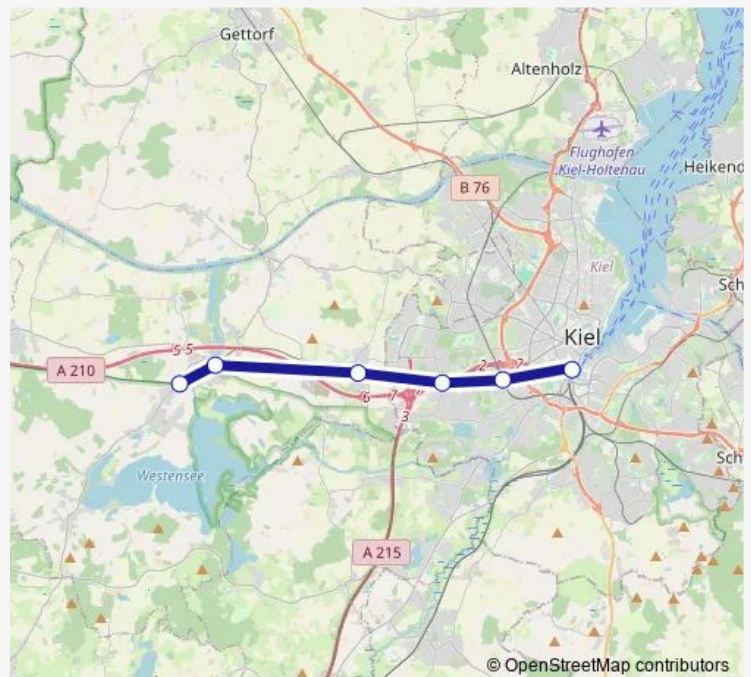 Gettorf
Altenholz
Flughafen
Kiel-Holtenau
Heikend
B 76
Kiel
Sch
Kiel
5 5
A 210
2
2
6
7
3
Westensee
Sch
A 215
© OpenStreetMap contributors